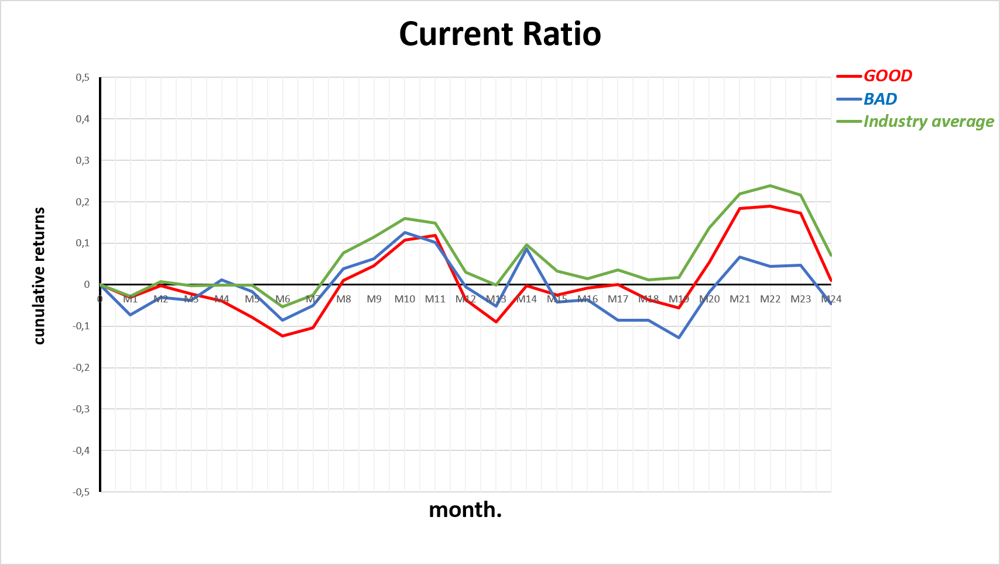 Current Ratio
GOOD
BAD
Industry average
0,5
0,4
0,3
0,2
0,1
0
-0,1
-0,2
-0,3
-0,4
-0,5
cunulative returns
0 M1 M2 M3 M4 M5 M6 M7 M8 M9 M10 M11 M12 M13 M14 M15 M16 M17 M18 M19 M20 M21 M22 M23 M24
month.